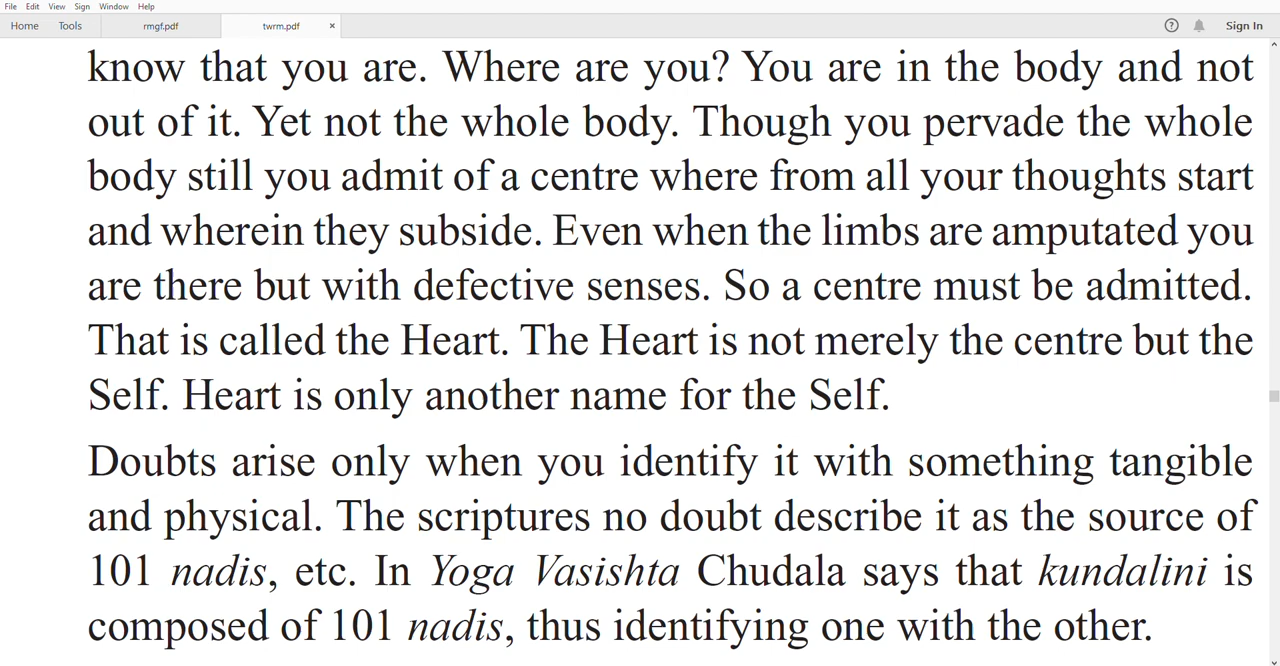 File Edit View Sign Window Help
Home Tools rmgf.pdf twrm.pdf × ? Sign In
know that you are. Where are you? You are in the body and not
out of it. Yet not the whole body. Though you pervade the whole
body still you admit of a centre where from all your thoughts start
and wherein they subside. Even when the limbs are amputated you
are there but with defective senses. So a centre must be admitted.
That is called the Heart. The Heart is not merely the centre but the
Self. Heart is only another name for the Self.
Doubts arise only when you identify it with something tangible
and physical. The scriptures no doubt describe it as the source of
101 nadis, etc. In Yoga Vasishta Chudala says that kundalini is
composed of 101 nadis, thus identifying one with the other.